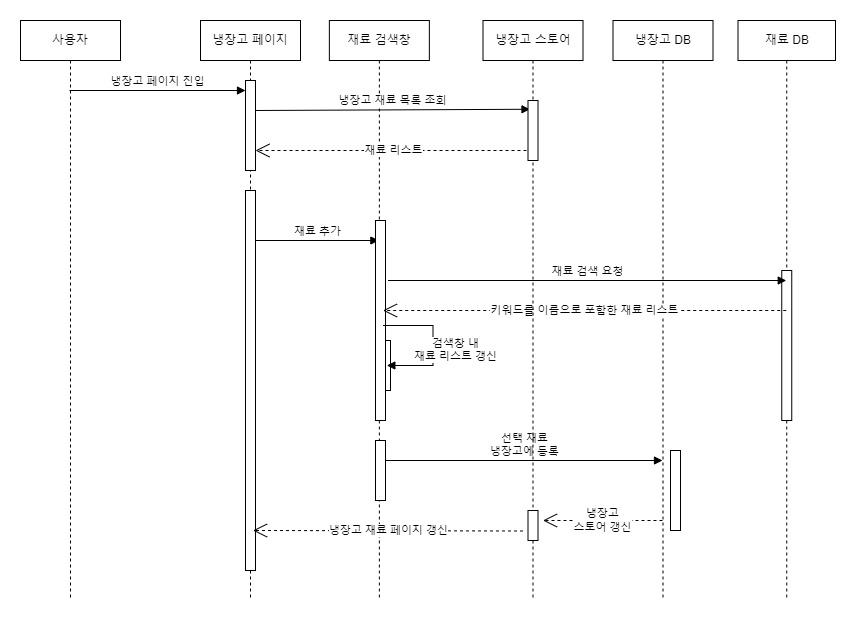 사용자
냉장고 페이지
재료 검색창
냉장고 스토어
냉장고 DB
재료 DB
냉장고 페이지 진입
냉장고 재료 목록 조회
재료 리스트
재료 추가
재료 검색 요청
키워드를 이름으로 포함한 재료 리스트
검색창 내
재료 리스트 갱신
선택 재료
냉장고에 등록
냉장고
스토어 갱신
냉장고 재료 페이지 갱신